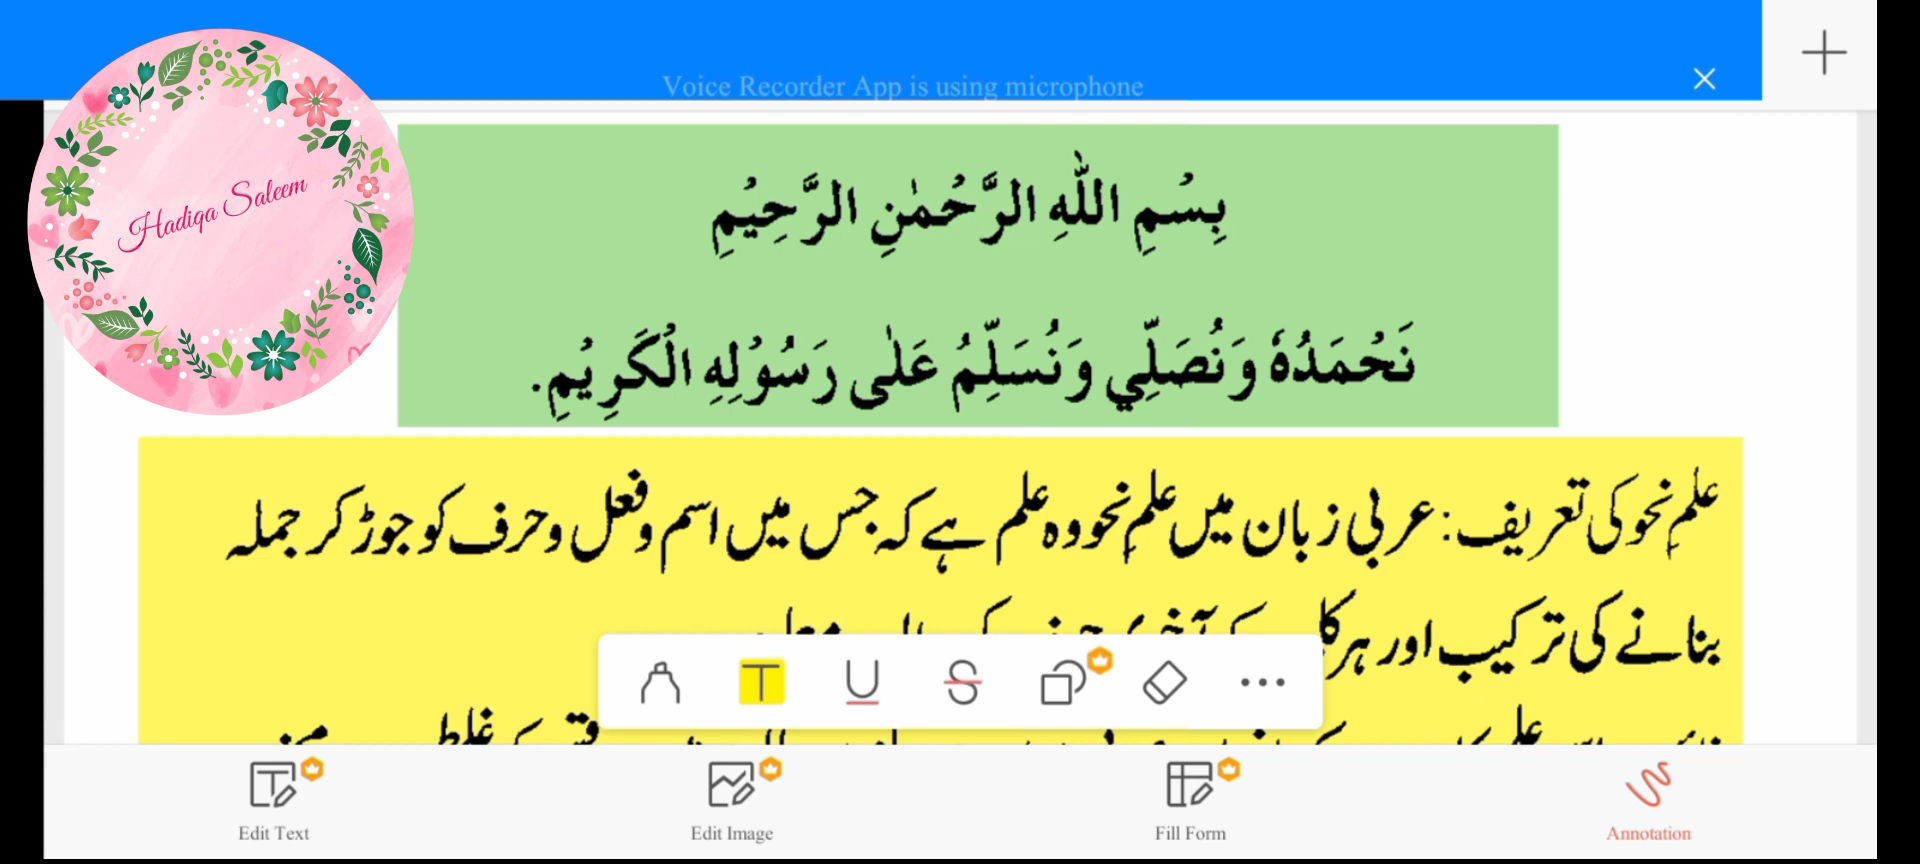 Voice Recorder App is using microphone
Hadiqa Saleem
بِسْمِ اللّٰهِ الرَّحْمٰنِ الرَّحِيْمِ
نَحْمَدُهٗ وَنُصَلِّي وَنُسَلِّمُ عَلٰى رَسُوْلِهِ الْكَرِيْمِ.
علمِ نحو کی تعریف: عربی زبان میں علمِ نحو وہ علم ہے کہ جس میں اسم و فعل و حرف کو جوڑ کر جملہ
بنانے کی ترکیب اور ہر
Edit Text
Edit Image
Fill Form
Annotation